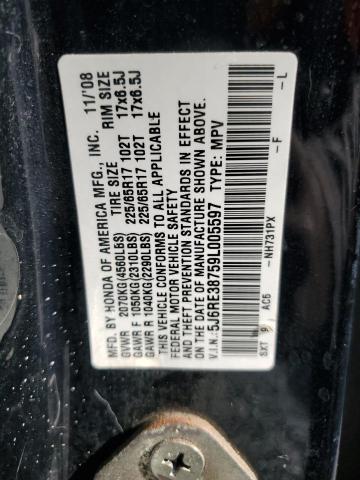 MFD. BY HONDA OF AMERICA MFG., INC. 11/'08
TIRE SIZE RIM SIZE
GVWR 2070KG(4560LBS)
GAWR F 1050KG(2310LBS) 225/65R17 102T 17x6.5J
GAWR R 1040KG(2290LBS) 225/65R17 102T 17x6.5J
THIS VEHICLE CONFORMS TO ALL APPLICABLE
FEDERAL MOTOR VEHICLE SAFETY STANDARDS IN EFFECT
ON THE DATE OF MANUFACTURE SHOWN ABOVE.
V.I.N.:5J6RE38759L005597 TYPE: MPV
-NH731PX -F -L
SXT 9 AC6